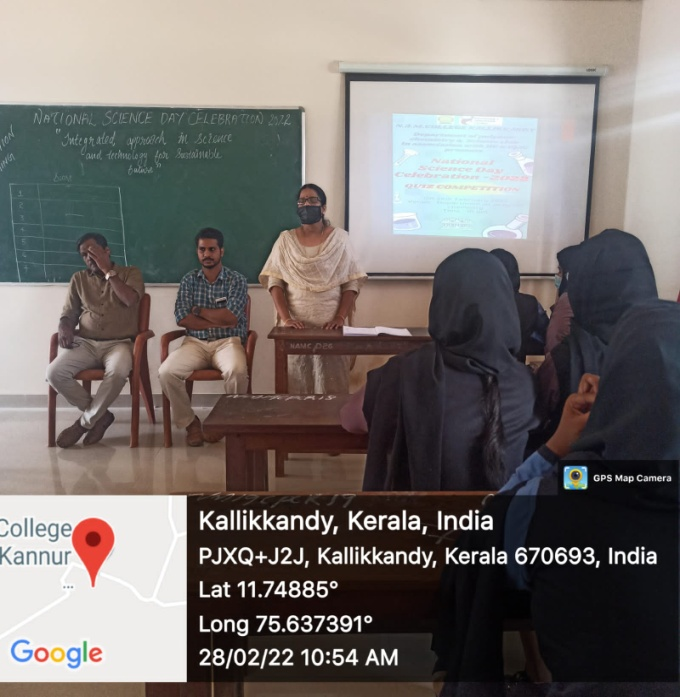 NATIONAL SCIENCE DAY CELEBRATION 2022
"Integrated approach in science
and technology for sustainable
future"
National
Science Day
Celebration - 2022
QUIZ COMPETITION
GPS Map Camera
College
Kannur
Google
Kallikkandy, Kerala, India
PJXQ+J2J, Kallikkandy, Kerala 670693, India
Lat 11.74885°
Long 75.637391°
28/02/22 10:54 AM